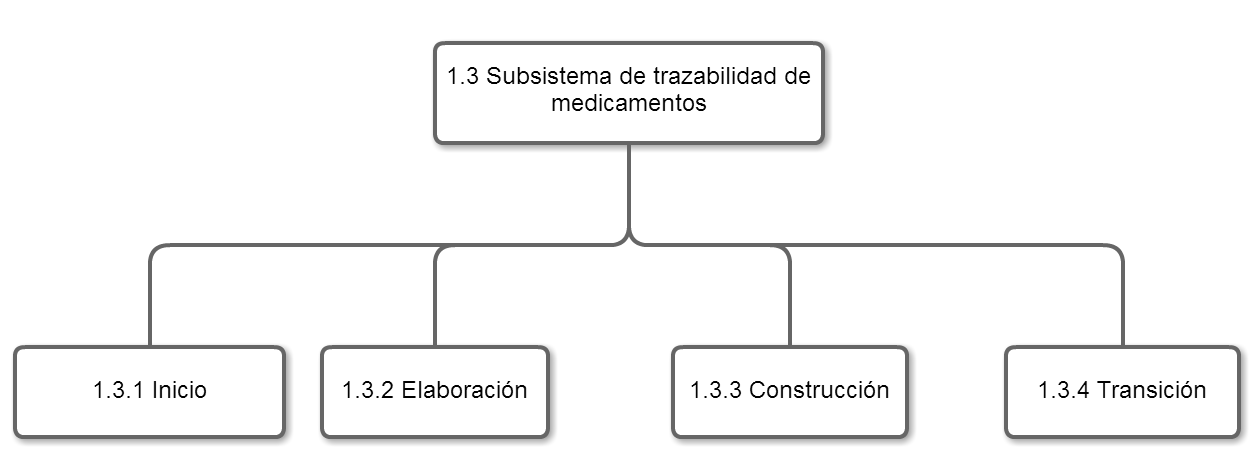 1.3 Subsistema de trazabilidad de
medicamentos
1.3.1 Inicio
1.3.2 Elaboración
1.3.3 Construcción
1.3.4 Transición